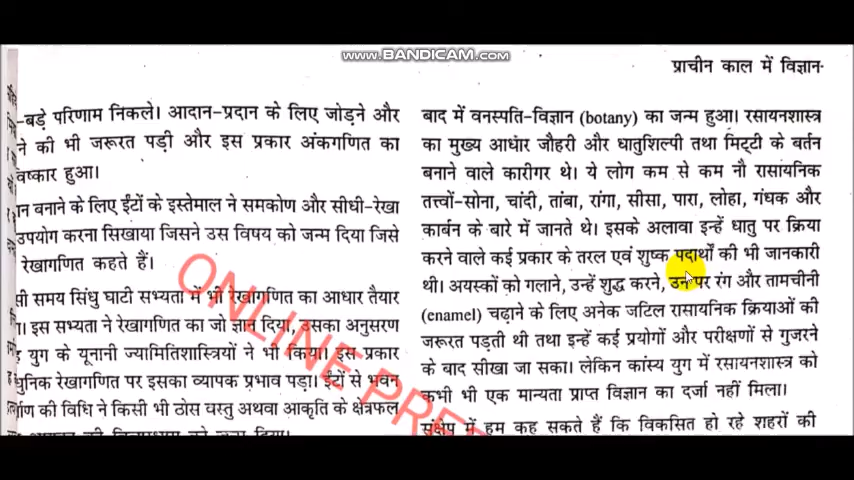 www.BANDICAM.com
प्राचीन काल में विज्ञान
-बड़े परिणाम निकले। आदान-प्रदान के लिए जोड़ने और
ने की भी जरूरत पड़ी और इस प्रकार अंकगणित का
वष्कार हुआ।
न बनाने के लिए ईंटों के इस्तेमाल ने समकोण और सीधी-रेखा
उपयोग करना सिखाया जिसने उस विषय को जन्म दिया जिसे
रेखागणित कहते हैं।
सी समय सिंधु घाटी सभ्यता में भी रेखागणित का आधार तैयार
। इस सभ्यता ने रेखागणित का जो ज्ञान दिया, उसका अनुसरण
युग के यूनानी ज्यामितिशास्त्रियों ने भी किया। इस प्रकार
धुनिक रेखागणित पर इसका व्यापक प्रभाव पड़ा। ईंटों से भवन
की विधि ने किसी भी ठोस वस्तु अथवा आकृति के क्षेत्रफल
बाद में वनस्पति-विज्ञान (botany) का जन्म हुआ। रसायनशास्त्र
का मुख्य आधार जौहरी और धातुशिल्पी तथा मिट्टी के बर्तन
बनाने वाले कारीगर थे। ये लोग कम से कम नौ रासायनिक
तत्त्वों-सोना, चांदी, तांबा, रांगा, सीसा, पारा, लोहा, गंधक और
कार्बन के बारे में जानते थे। इसके अलावा इन्हें धातु पर क्रिया
करने वाले कई प्रकार के तरल एवं शुष्क पदार्थों की भी जानकारी
थी। अयस्कों को गलाने, उन्हें शुद्ध करने, उन पर रंग और तामचीनी
(enamel) चढ़ाने के लिए अनेक जटिल रासायनिक क्रियाओं की
जरूरत पड़ती थी तथा इन्हें कई प्रयोगों और परीक्षणों से गुजरने
के बाद सीखा जा सका। लेकिन कांस्य युग में रसायनशास्त्र को
कभी भी एक मान्यता प्राप्त विज्ञान का दर्जा नहीं मिला।
संक्षेप में हम कह सकते हैं कि विकसित हो रहे शहरों की
ONLINE